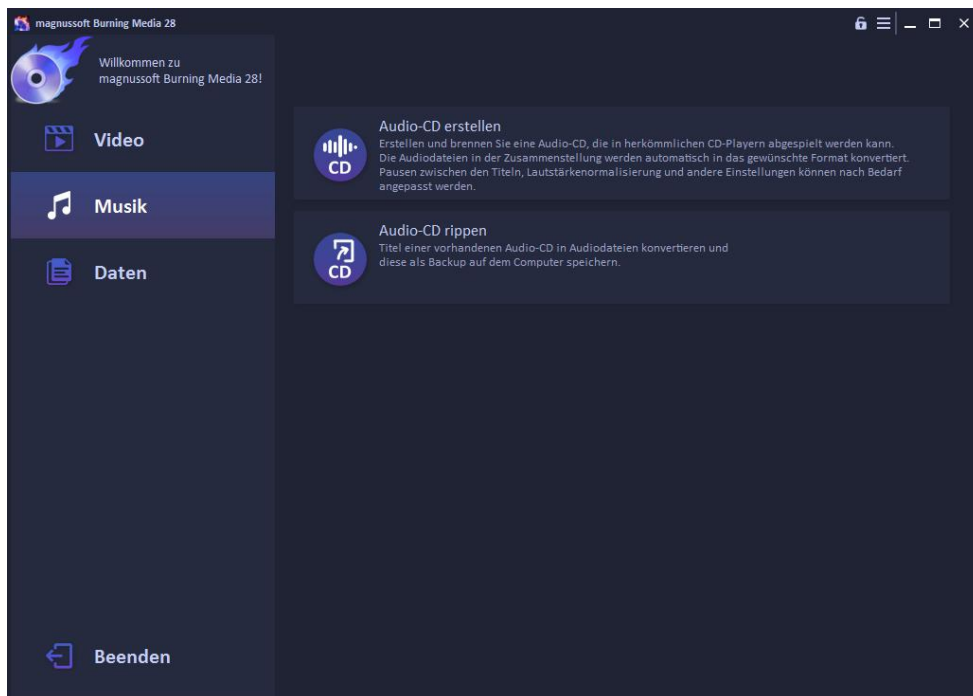 magnussoft Burning Media 28
Willkommen zu
magnussoft Burning Media 28!
Video
Musik
Daten
Beenden
CD
Audio-CD erstellen
Erstellen und brennen Sie eine Audio-CD, die in herkömmlichen CD-Playern abgespielt werden kann.
Die Audiodateien in der Zusammenstellung werden automatisch in das gewünschte Format konvertiert.
Pausen zwischen den Titeln, Lautstärkenormalisierung und andere Einstellungen können nach Bedarf
angepasst werden.
CD
Audio-CD rippen
Titel einer vorhandenen Audio-CD in Audiodateien konvertieren und
diese als Backup auf dem Computer speichern.